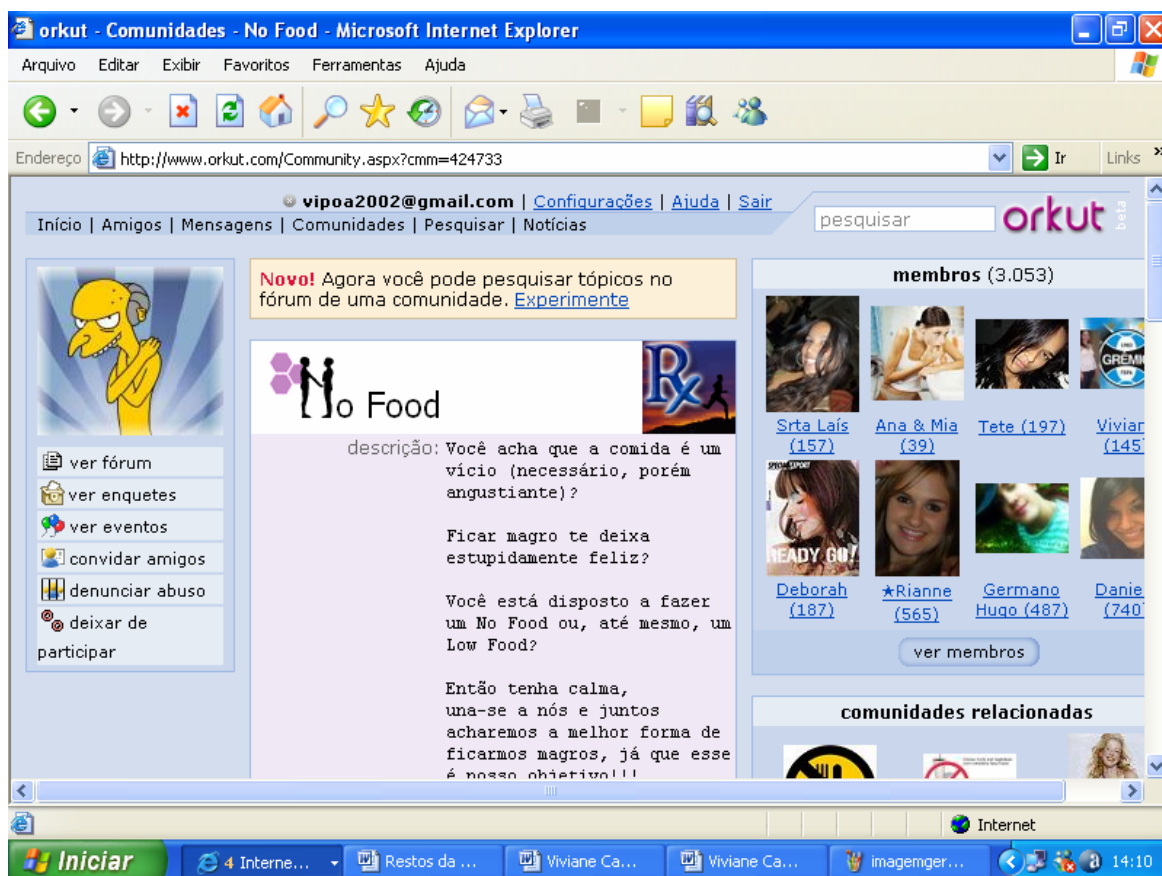 orkut - Comunidades - No Food - Microsoft Internet Explorer
Arquivo Editar Exibir Favoritos Ferramentas Ajuda
Endereço http://www.orkut.com/Community.aspx?cmm=424733 Ir Links
vipoa2002@gmail.com | Configurações | Ajuda | Sair
Início | Amigos | Mensagens | Comunidades | Pesquisar | Notícias
pesquisar
orkut beta
ver fórum
ver enquetes
ver eventos
convidar amigos
denunciar abuso
deixar de
participar
Novo! Agora você pode pesquisar tópicos no
fórum de uma comunidade. Experimente
No Food
Rx
descrição: Você acha que a comida é um
vício (necessário, porém
angustiante)?
Ficar magro te deixa
estupidamente feliz?
Você está disposto a fazer
um No Food ou, até mesmo, um
Low Food?
Então tenha calma,
una-se a nós e juntos
acharemos a melhor forma de
ficarmos magros, já que esse
é nosso objetivo!!!
membros (3.053)
GRÊMI
Srta Laís
(157)
Ana & Mia
(39)
Tete (197)
Vivian
(145)
READY GO!
Deborah
(187)
★Rianne
(565)
Germano
Hugo (487)
Danie
(740)
ver membros
comunidades relacionadas
Internet
Iniciar
4 Interne...
Restos da ...
Viviane Ca...
Viviane Ca...
imagemger...
14:10